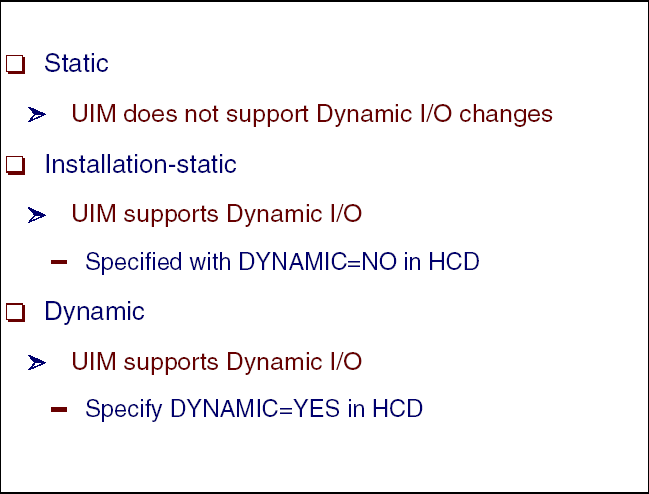 Static
UIM does not support Dynamic I/O changes
Installation-static
UIM supports Dynamic I/O
Specified with DYNAMIC=NO in HCD
Dynamic
UIM supports Dynamic I/O
Specify DYNAMIC=YES in HCD